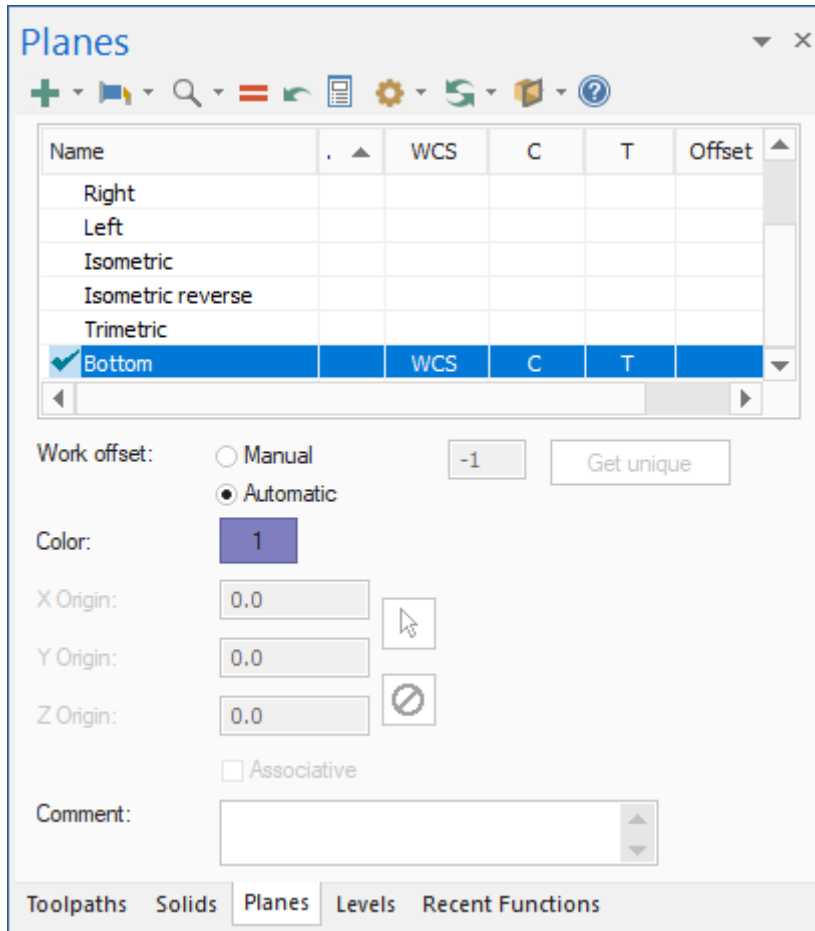 Planes
Name . WCS C T Offset
Right
Left
Isometric
Isometric reverse
Trimetric
Bottom WCS C T
Work offset: Manual -1 Get unique
Automatic
Color: 1
X Origin: 0.0
Y Origin: 0.0
Z Origin: 0.0
Associative
Comment:
Toolpaths Solids Planes Levels Recent Functions